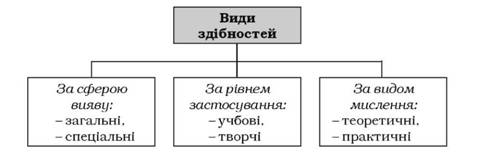 Види
здібностей
За сферою
вияву:
– загальні,
– спеціальні
За рівнем
застосування:
– учбові,
– творчі
За видом
мислення:
– теоретичні,
– практичні